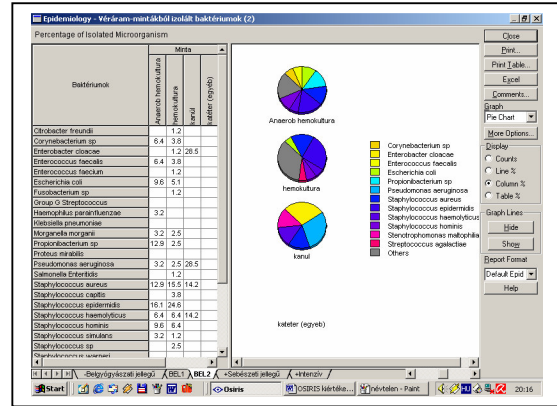 Epidemiology - Véráram-mintákból izolált baktériumok (2)
Percentage of Isolated Microorganism
Baktériumok
Minta
Anaerob hemokultura
hemokultura
kanül
katéter (egyéb)
Citrobacter freundii 1.2
Corynebacterium sp 6.4 3.8
Enterobacter cloacae 1.2 28.5
Enterococcus faecalis 6.4 3.8
Enterococcus faecium 1.2
Escherichia coli 9.6 5.1
Fusobacterium sp 1.2
Group G Streptococcus
Haemophilus parainfluenzae 3.2
Klebsiella pneumoniae
Morganella morganii 3.2 2.5
Propionibacterium sp 12.9 2.5
Proteus mirabilis
Pseudomonas aeruginosa 3.2 2.5 28.5
Salmonella Enteritidis 1.2
Staphylococcus aureus 12.9 15.5 14.2
Staphylococcus capitis 3.8
Staphylococcus epidermidis 16.1 24.6
Staphylococcus haemolyticus 6.4 6.4 14.2
Staphylococcus hominis 9.6 6.4
Staphylococcus simulans 3.2 1.2
Staphylococcus sp 2.5
Staphylococcus warneri
Anaerob hemokultura
hemokultura
kanul
kateter (egyéb)
Corynebacterium sp
Enterobacter cloacae
Enterococcus faecalis
Escherichia coli
Propionibacterium sp
Pseudomonas aeruginosa
Staphylococcus aureus
Staphylococcus epidermidis
Staphylococcus haemolyticus
Staphylococcus hominis
Stenotrophomonas maltophilia
Streptococcus agalactiae
Others
Close
Print...
Print Table...
Excel
Comments...
Graph
Pie Chart
More Options...
Display
Counts
Line %
Column %
Table %
Graph Lines
Hide
Show
Report Format
Default Epid
Help
-Belgyógyászati jellegű BEL1 BEL2 +Sebészeti jellegű +Intenzív
Start Osiris OSIRIS kiértéke... névtelen - Paint 20:16